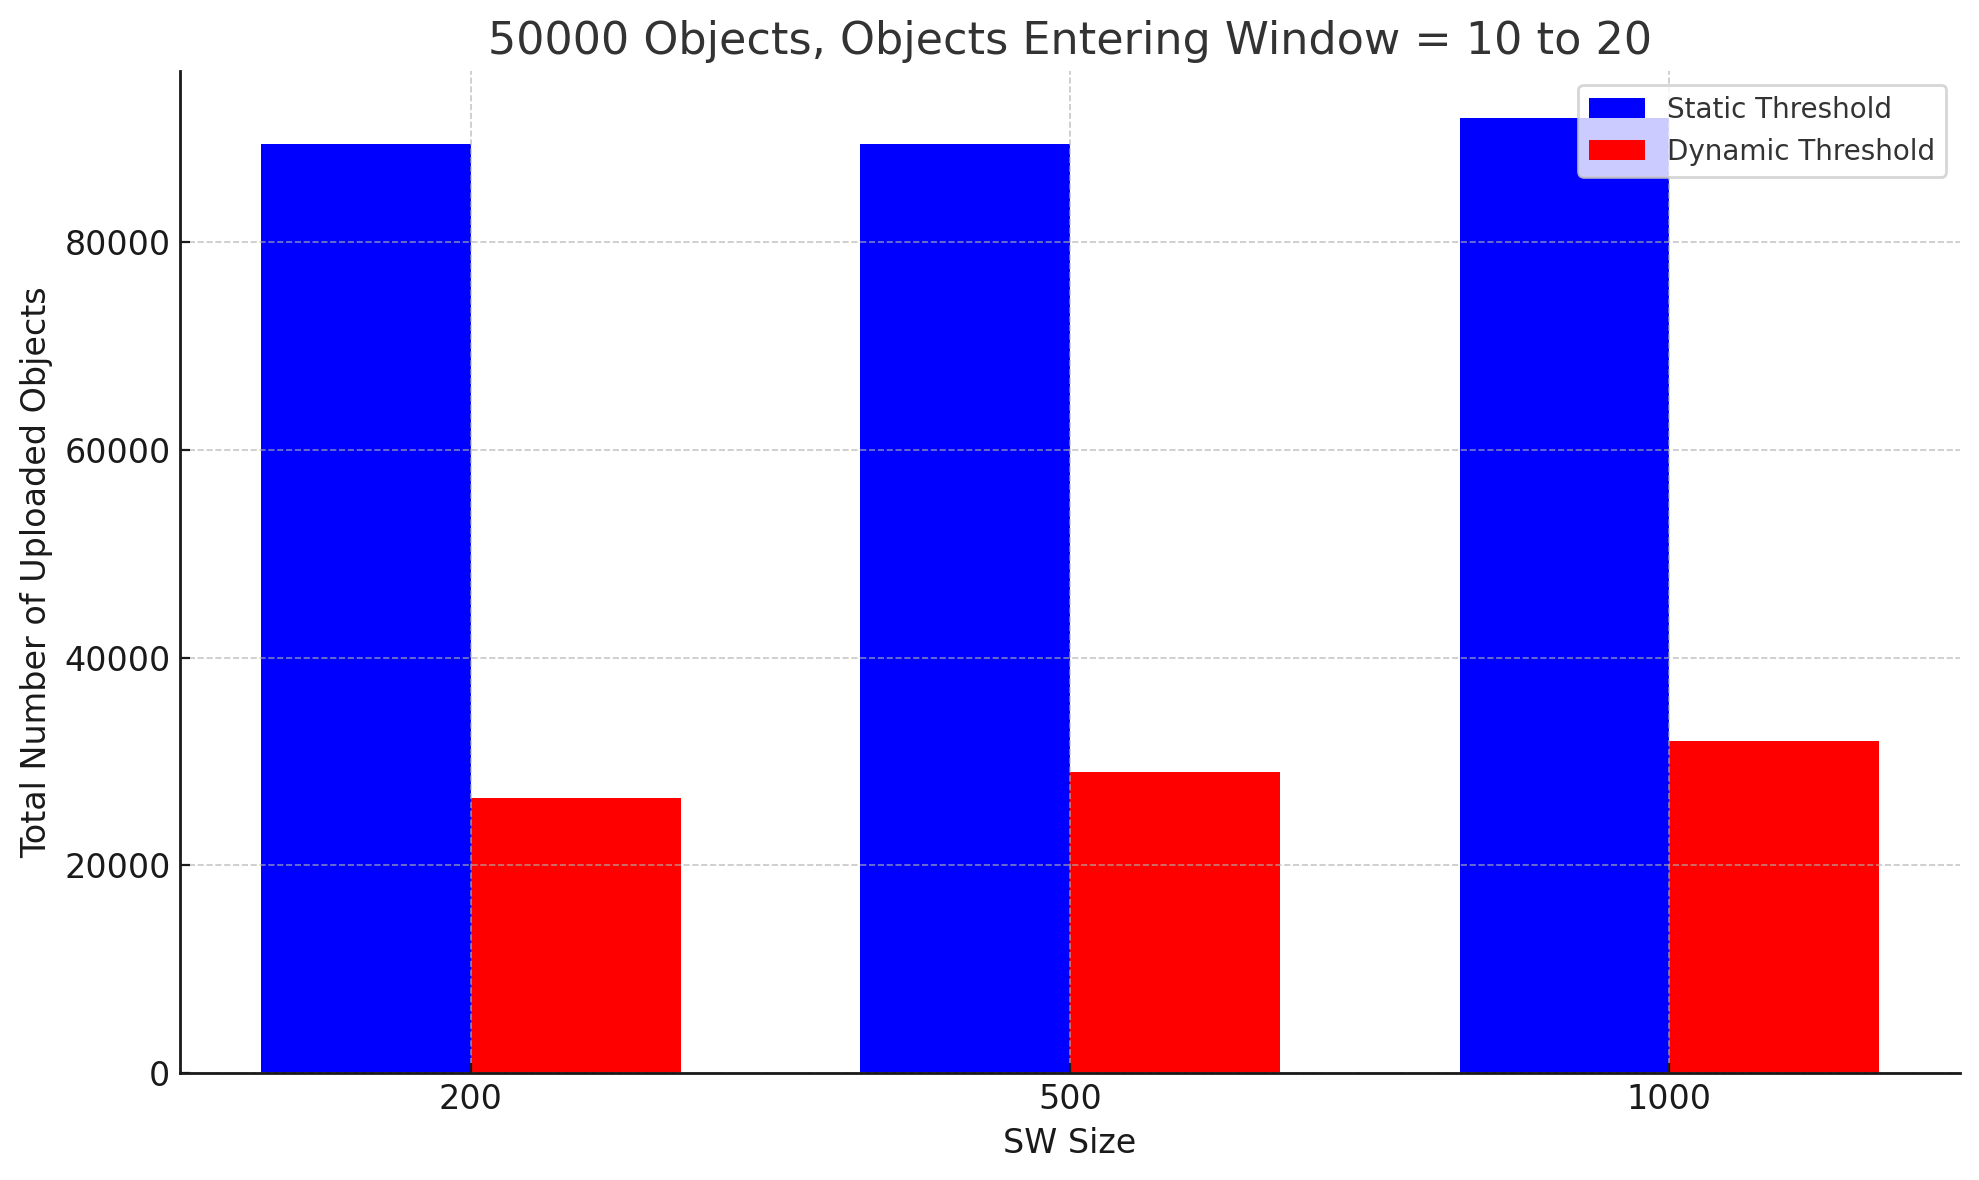 50000 Objects, Objects Entering Window = 10 to 20
Static Threshold
Dynamic Threshold
Total Number of Uploaded Objects
80000
60000
40000
20000
0
200 500 1000
SW Size